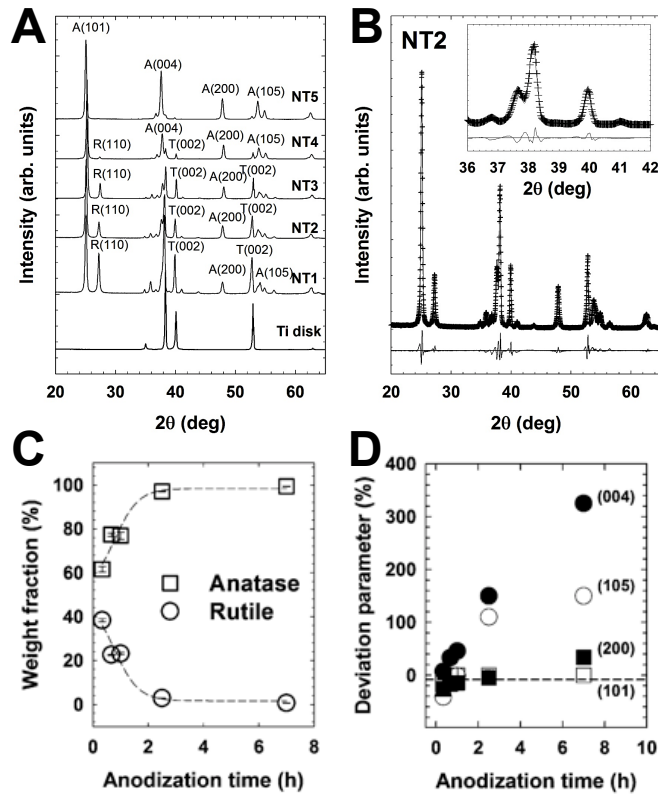 A
A(101)
A(004)
A(200)
A(105)
NT5
A(004)
R(110)
T(002)
A(200)
A(105)
NT4
R(110)
T(002)
A(200)
T(002)
NT3
R(110)
T(002)
A(200)
T(002)
NT2
R(110)
T(002)
T(002)
A(200)
A(105)
NT1
Ti disk
Intensity (arb. units)
20 30 40 50 60
2θ (deg)
B
NT2
36 37 38 39 40 41 42
2θ (deg)
Intensity (arb. units)
20 30 40 50 60
2θ (deg)
C
100
80
60
40
20
0
Weight fraction (%)
Anatase
Rutile
0 2 4 6 8
Anodization time (h)
D
400
300
200
100
0
Deviation parameter (%)
(004)
(105)
(200)
(101)
0 2 4 6 8 10
Anodization time (h)